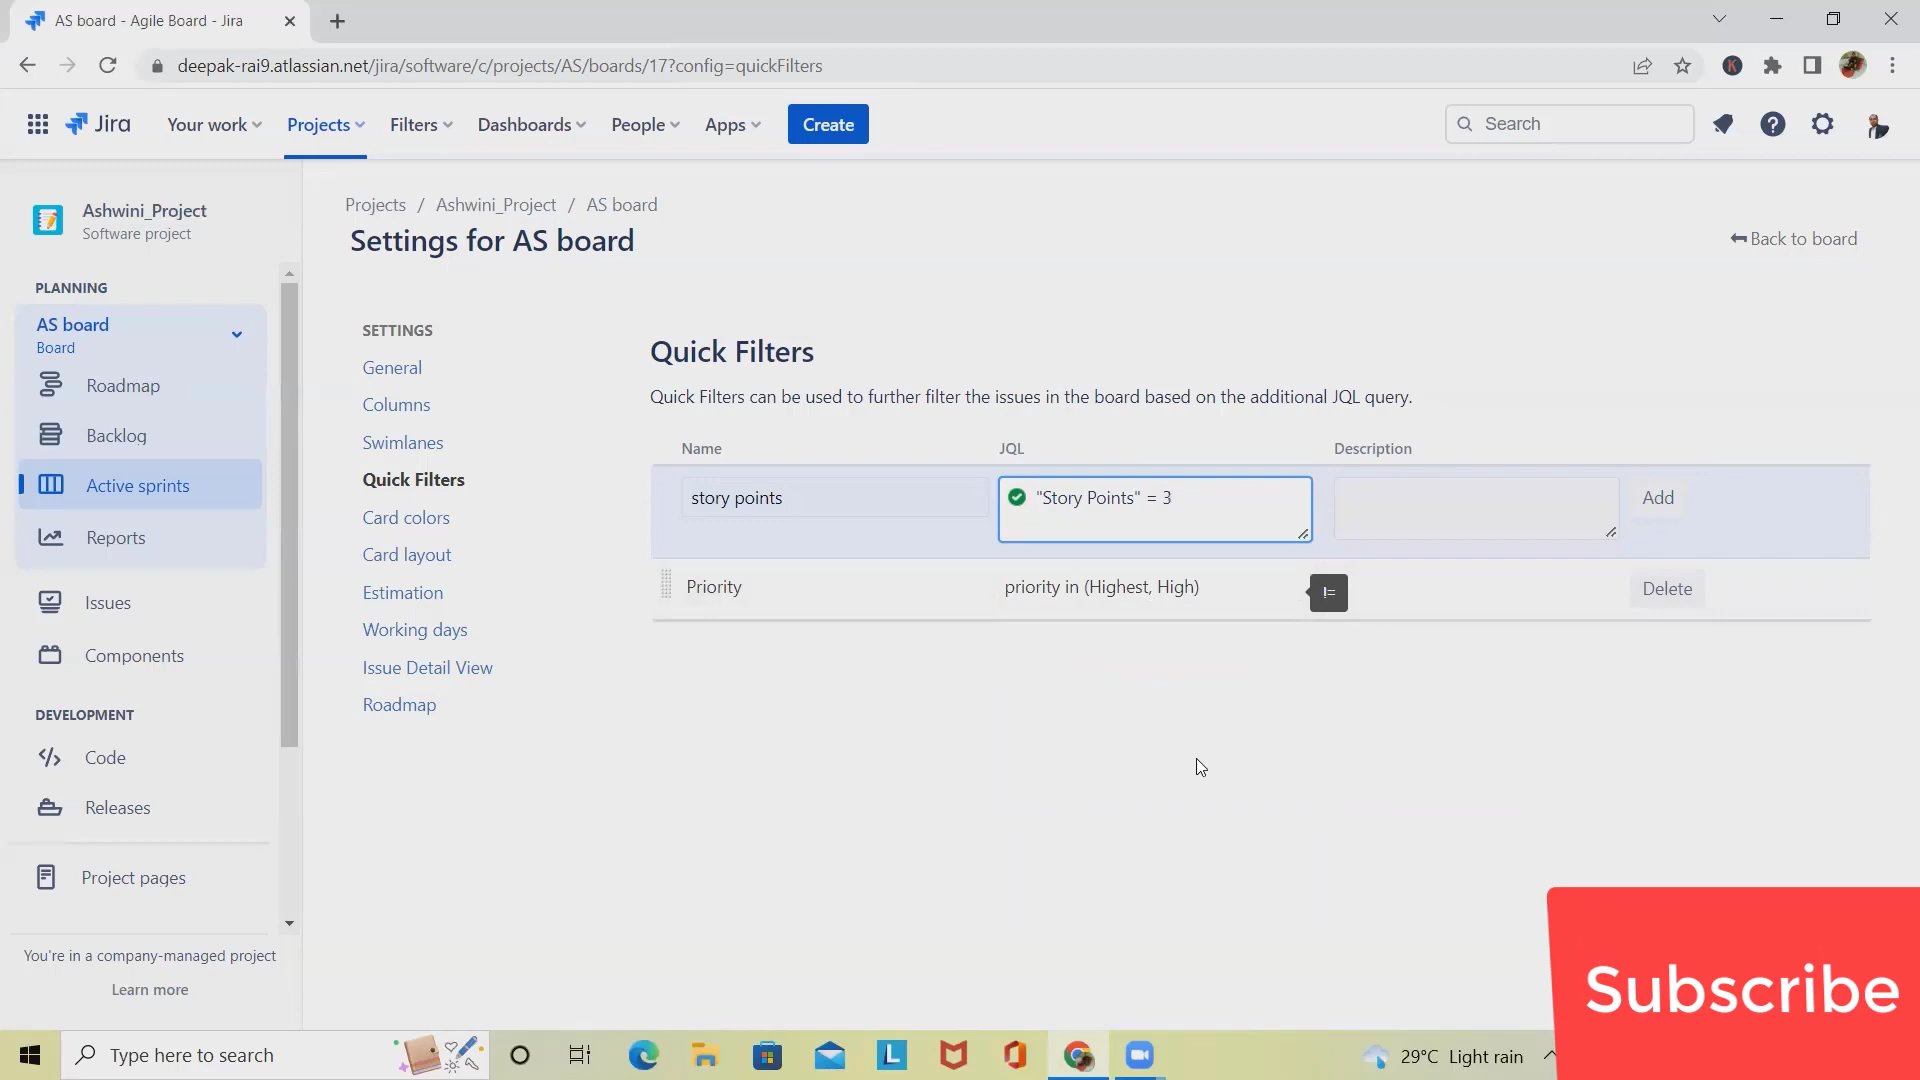 AS board - Agile Board - Jira
deepak-rai9.atlassian.net/jira/software/c/projects/AS/boards/17?config=quickFilters
K
Jira
Your work
Projects
Filters
Dashboards
People
Apps
Create
Search
Ashwini_Project
Software project
PLANNING
AS board
Board
Roadmap
Backlog
Active sprints
Reports
Issues
Components
DEVELOPMENT
Code
Releases
Project pages
You're in a company-managed project
Learn more
Projects / Ashwini_Project / AS board
Settings for AS board
Back to board
SETTINGS
General
Columns
Swimlanes
Quick Filters
Card colors
Card layout
Estimation
Working days
Issue Detail View
Roadmap
Quick Filters
Quick Filters can be used to further filter the issues in the board based on the additional JQL query.
Name JQL Description
story points "Story Points" = 3 Add
Priority priority in (Highest, High) != Delete
Subscribe
Type here to search
L
29°C Light rain